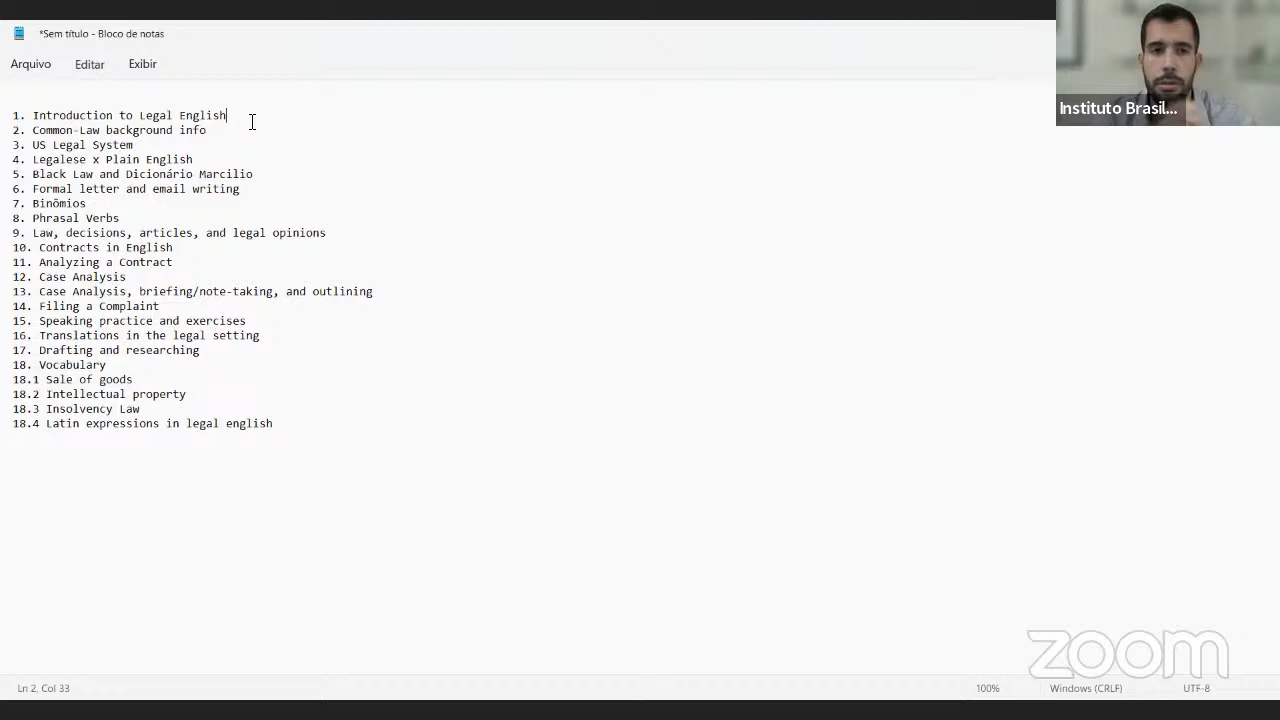 *Sem título - Bloco de notas
Arquivo Editar Exibir
1. Introduction to Legal English
2. Common-Law background info
3. US Legal System
4. Legalese x Plain English
5. Black Law and Dicionário Marcilio
6. Formal letter and email writing
7. Binômios
8. Phrasal Verbs
9. Law, decisions, articles, and legal opinions
10. Contracts in English
11. Analyzing a Contract
12. Case Analysis
13. Case Analysis, briefing/note-taking, and outlining
14. Filing a Complaint
15. Speaking practice and exercises
16. Translations in the legal setting
17. Drafting and researching
18. Vocabulary
18.1 Sale of goods
18.2 Intellectual property
18.3 Insolvency Law
18.4 Latin expressions in legal english
Instituto Brasil...
zoom
Ln 2, Col 33 100% Windows (CRLF) UTF-8